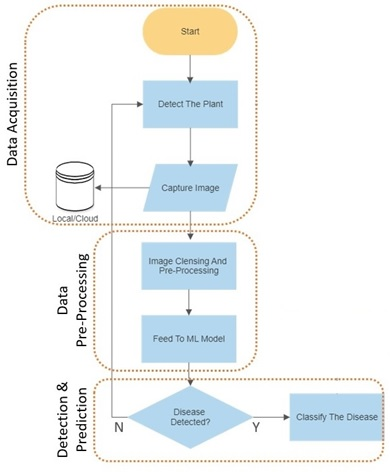 Data Acquisition
Start
Detect The Plant
Capture Image
Local/Cloud
Data
Pre-Processing
Image Clensing And
Pre-Processing
Feed To ML Model
Detection &
Prediction
Disease
Detected?
N
Y
Classify The Disease